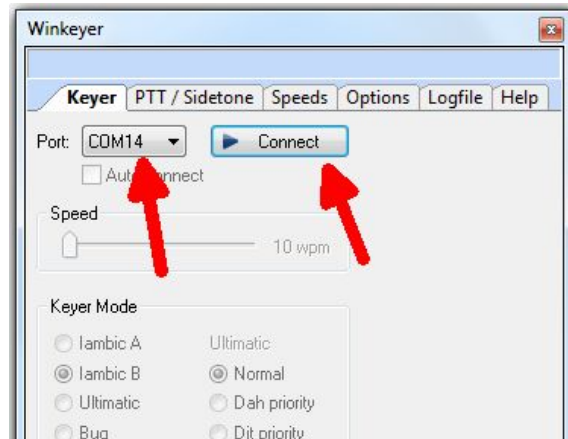 Winkeyer
Keyer PTT / Sidetone Speeds Options Logfile Help
Port: COM14 Connect
Speed
10 wpm
Keyer Mode
Iambic A Ultimatic
Iambic B Normal
Ultimatic Dah priority
Bug Dit priority